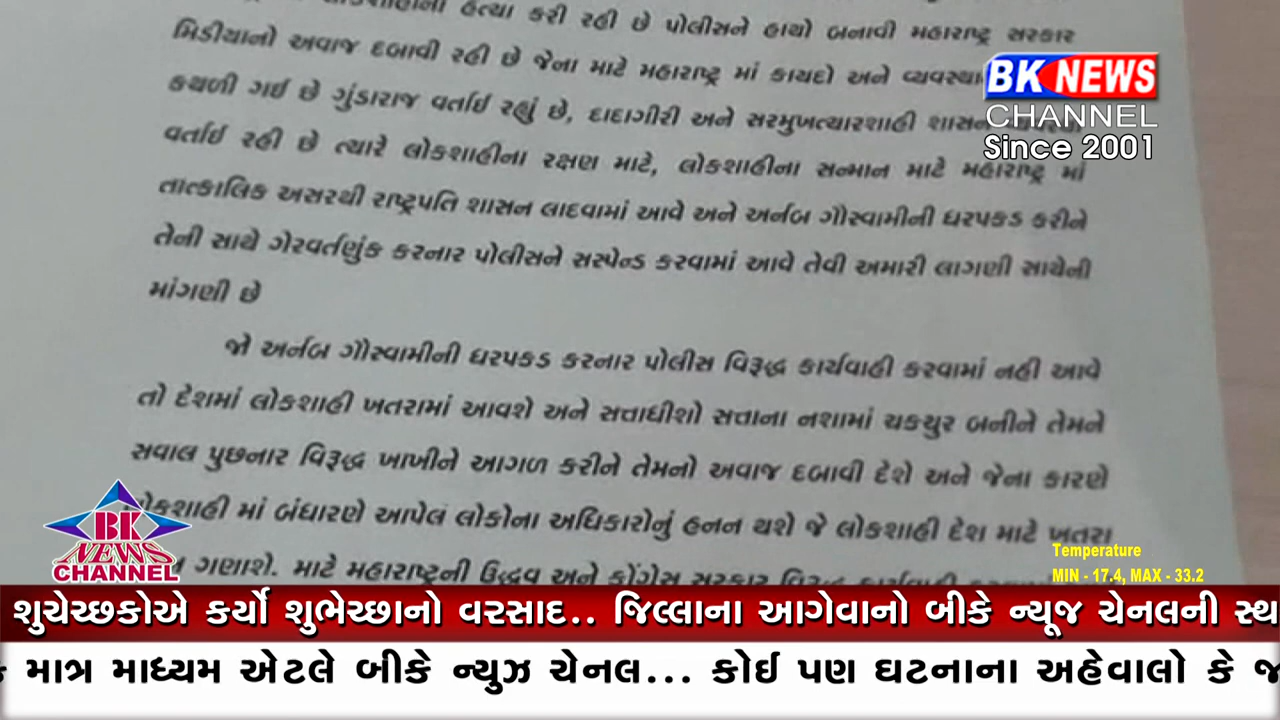 લોકશાહીની હત્યા કરી રહી છે પોલીસને હાથો બનાવી મહારાષ્ટ્ર સરકાર
મિડીયાનો અવાજ દબાવી રહી છે જેના માટે મહારાષ્ટ્ર માં કાયદો અને વ્યવસ્થા
કથળી ગઈ છે ગુંડારાજ વર્તાઈ રહ્યું છે, દાદાગીરી અને સરમુખત્યારશાહી શાસન
વર્તાઈ રહી છે ત્યારે લોકશાહીના રક્ષણ માટે, લોકશાહીના સન્માન માટે મહારાષ્ટ્ર માં
તાત્કાલિક અસરથી રાષ્ટ્રપતિ શાસન લાદવામાં આવે અને અર્નબ ગૌસ્વામીની ધરપકડ કરીને
તેની સાથે ગેરવર્તણુંક કરનાર પોલીસને સસ્પેન્ડ કરવામાં આવે તેવી અમારી લાગણી સાથેની
માંગણી છે
જો અર્નબ ગૌસ્વામીની ધરપકડ કરનાર પોલીસ વિરૂદ્ધ કાર્યવાહી કરવામાં નહી આવે
તો દેશમાં લોકશાહી ખતરામાં આવશે અને સત્તાધીશો સત્તાના નશામાં ચકચુર બનીને તેમને
સવાલ પુછનાર વિરૂદ્ધ ખાખીને આગળ કરીને તેમનો અવાજ દબાવી દેશે અને જેના કારણે
લોકશાહી માં બંધારણે આપેલ લોકોના અધિકારોનું હનન થશે જે લોકશાહી દેશ માટે ખતરા
ગણાશે. માટે મહારાષ્ટ્રની ઉદ્ધવ અને કોંગ્રેસ સરકાર વિરૂદ્ધ કાર્યવાહી
BK NEWS
CHANNEL
Since 2001
BK
NEWS
CHANNEL
Temperature
MIN - 17.4, MAX - 33.2
શુચેચ્છકોએ કર્યો શુભેચ્છાનો વરસાદ.. જિલ્લાના આગેવાનો બીકે ન્યૂજ ચેનલની સ્થ
માત્ર માધ્યમ એટલે બીકે ન્યુઝ ચેનલ... કોઈ પણ ઘટનાના અહેવાલો કે જ